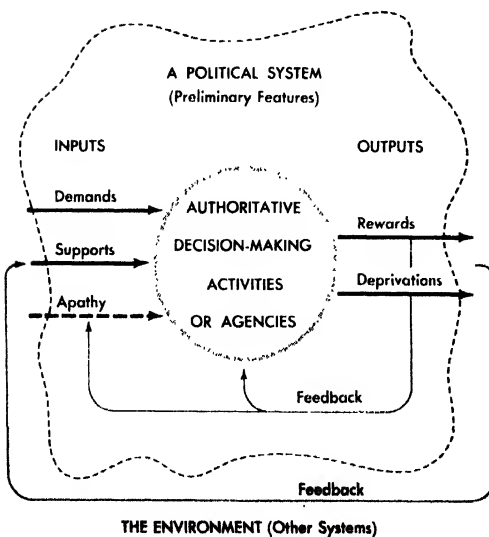 A POLITICAL SYSTEM
(Preliminary Features)
INPUTS
OUTPUTS
Demands
Supports
Apathy
AUTHORITATIVE
DECISION-MAKING
ACTIVITIES
OR AGENCIES
Rewards
Deprivations
Feedback
Feedback
THE ENVIRONMENT (Other Systems)